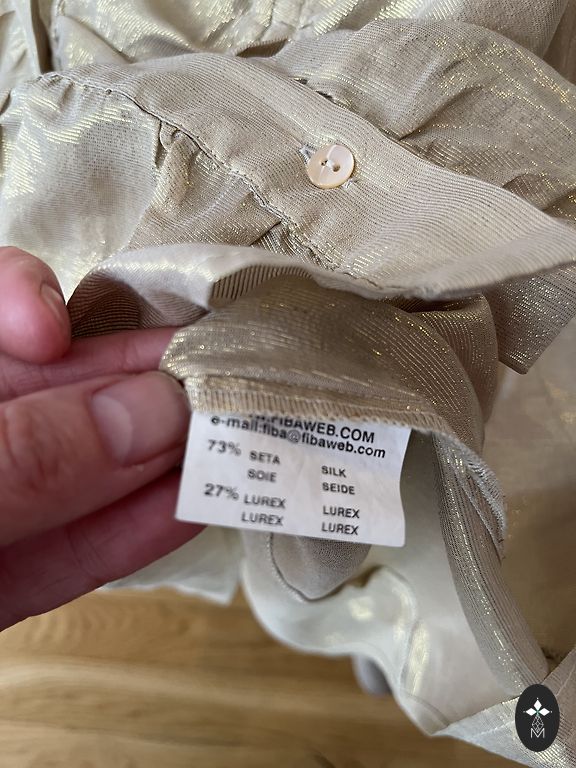 .FIBAWEB.COM
e-mail:fiba@fibaweb.com
73% SETA SILK
SOIE SEIDE
27% LUREX LUREX
LUREX LUREX
M